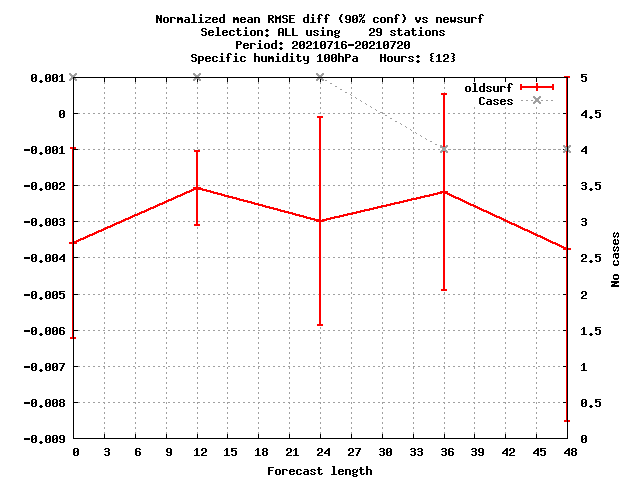 Normalized mean RMSE diff (90% conf) vs newsurf
Selection: ALL using    29 stations
Period: 20210716-20210720
Specific humidity 100hPa   Hours: {12}
oldsurf
Cases
0.001
0
-0.001
-0.002
-0.003
-0.004
-0.005
-0.006
-0.007
-0.008
-0.009
5
4.5
4
3.5
3
2.5
2
1.5
1
0.5
0
No cases
0 3 6 9 12 15 18 21 24 27 30 33 36 39 42 45 48
Forecast length